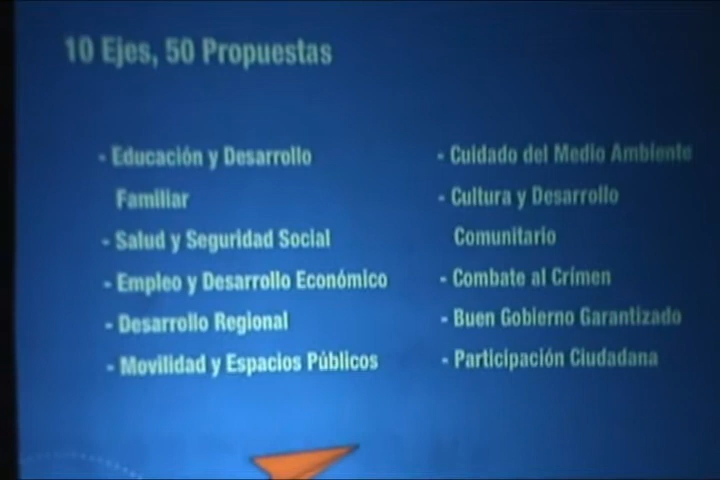 10 Ejes, 50 Propuestas
- Educación y Desarrollo
Familiar
- Salud y Seguridad Social
- Empleo y Desarrollo Económico
- Desarrollo Regional
- Movilidad y Espacios Públicos
- Cuidado del Medio Ambiente
- Cultura y Desarrollo
Comunitario
- Combate al Crimen
- Buen Gobierno Garantizado
- Participación Ciudadana